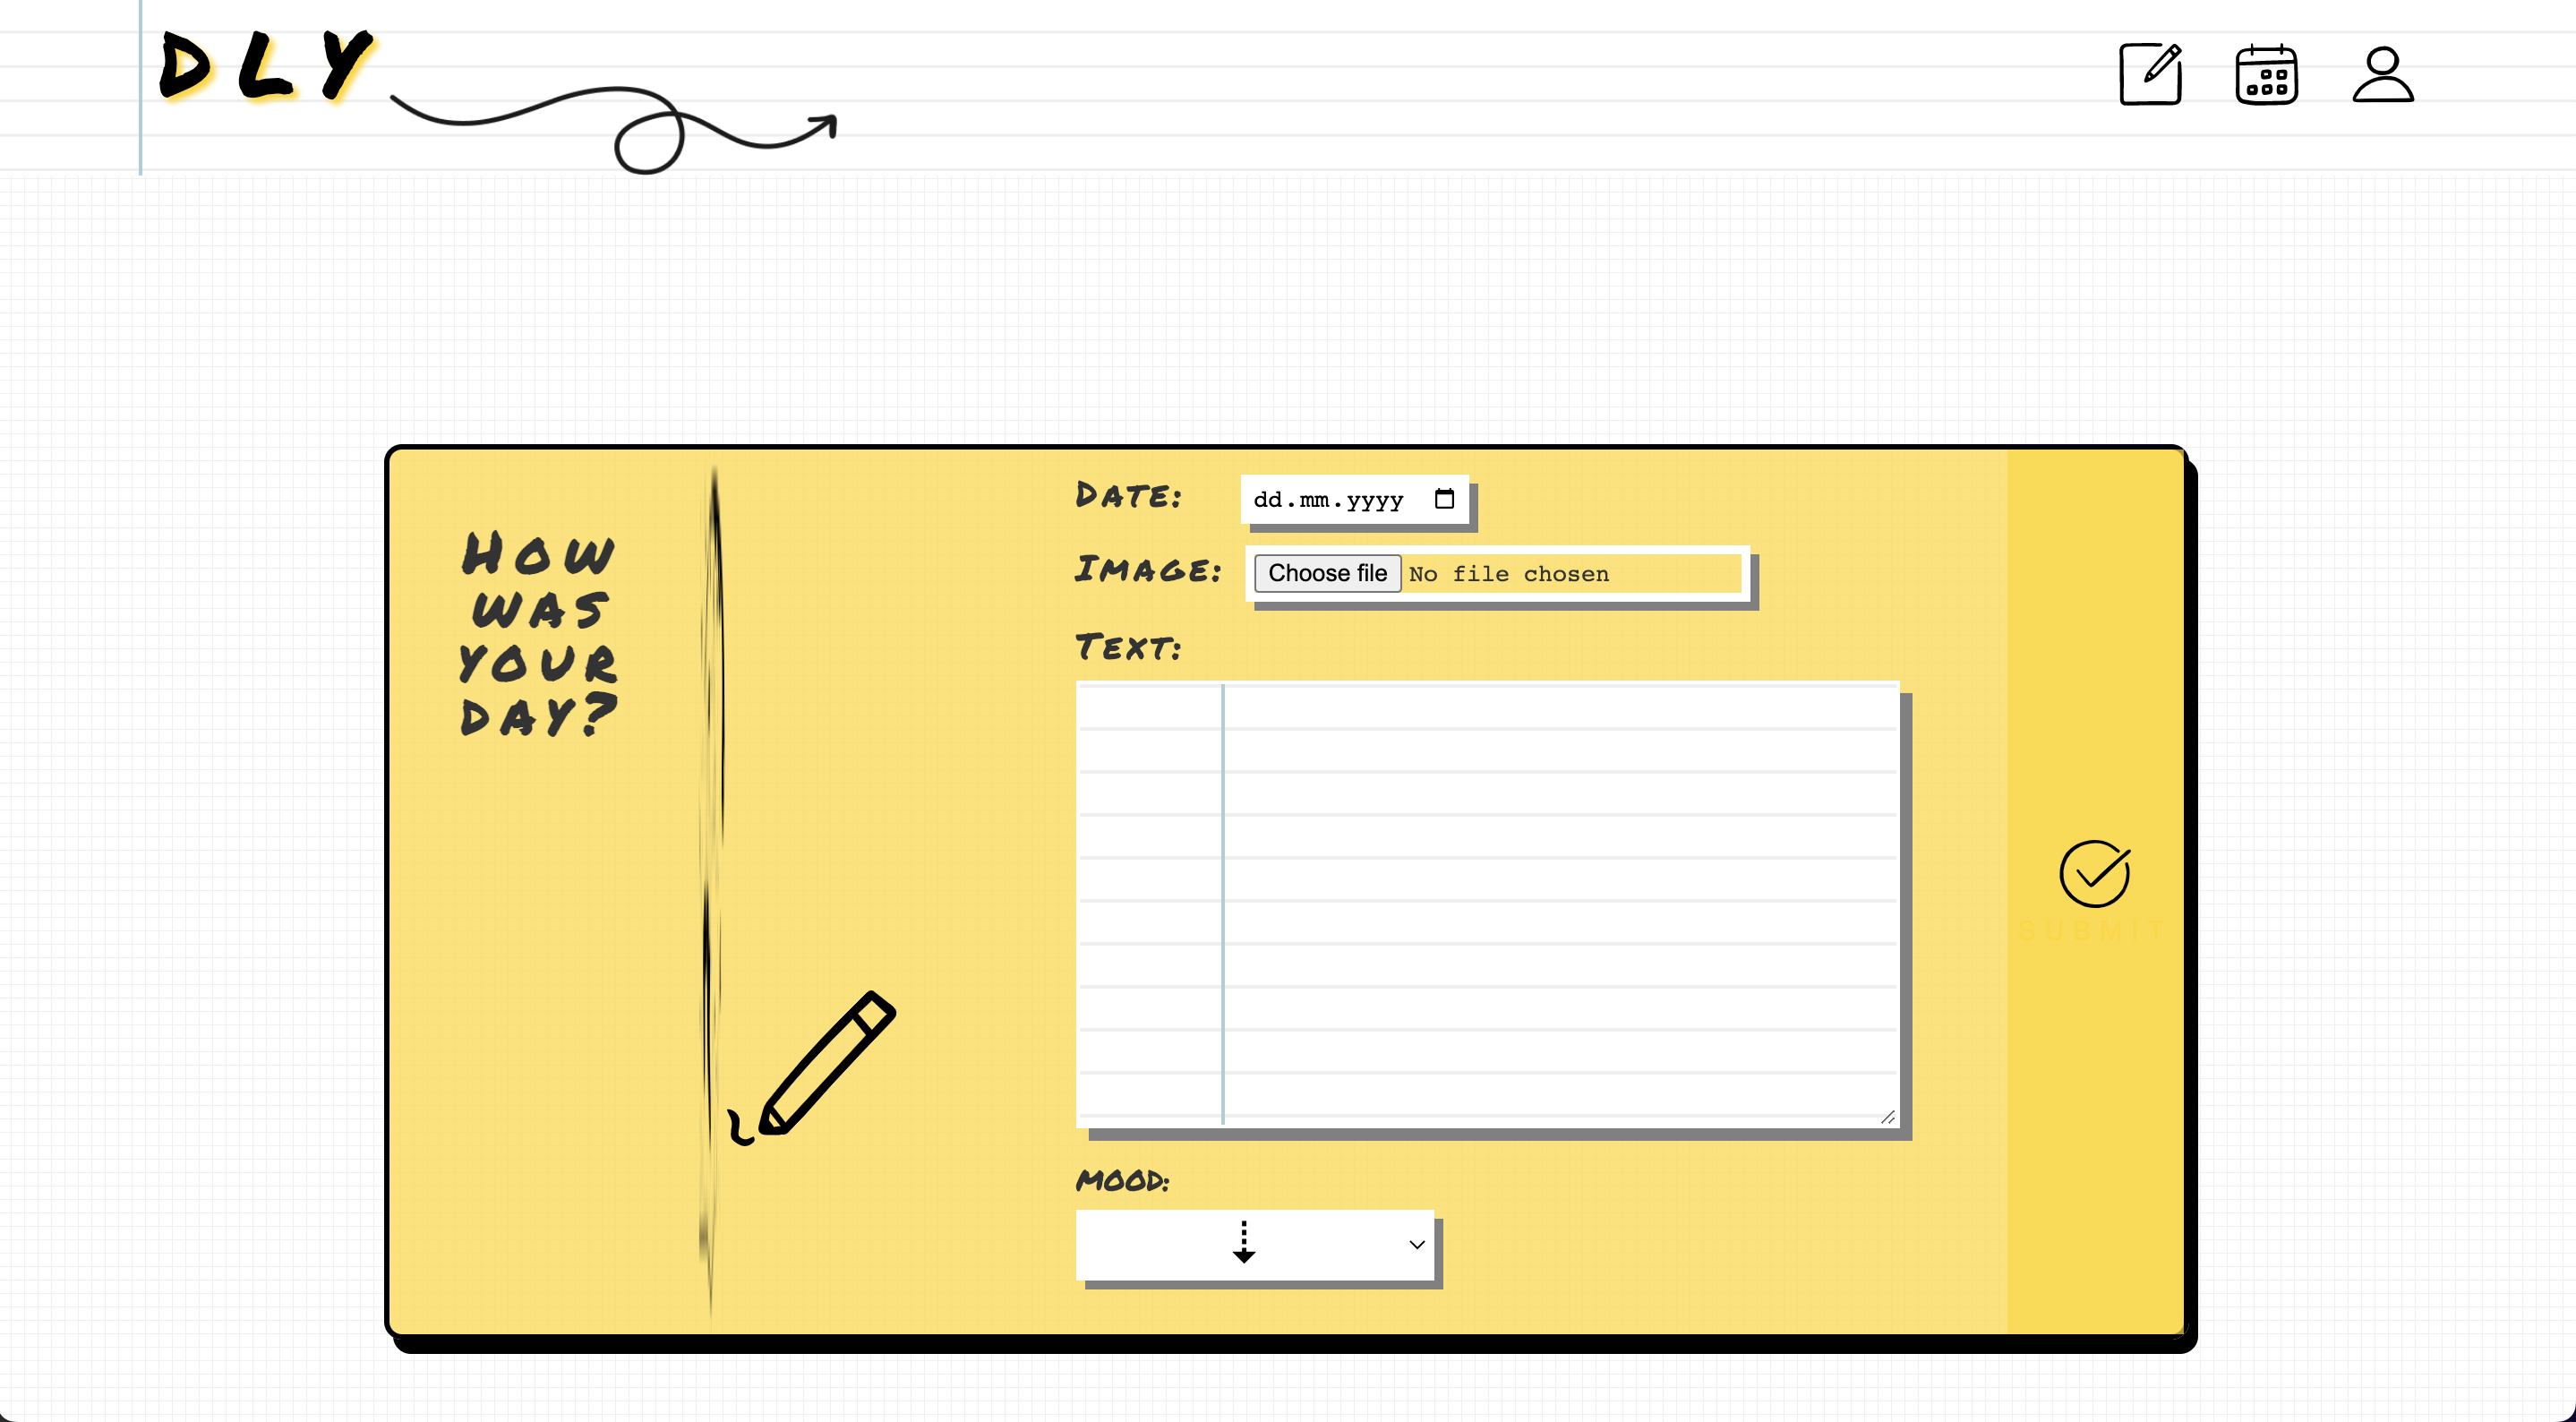 DLY
How
was
your
day?
Date: dd.mm.yyyy
Image: Choose file No file chosen
Text:
SUBMIT
MOOD: